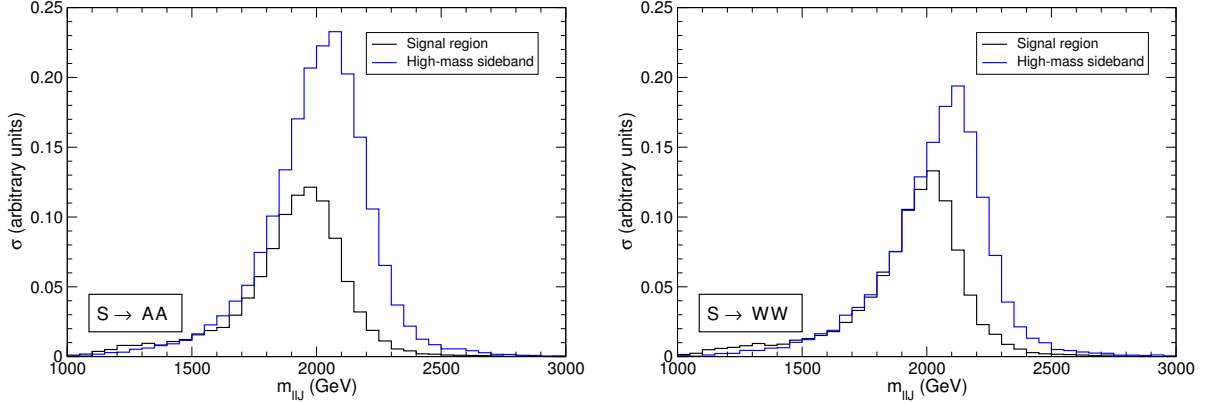 0.25
0.20
0.15
0.10
0.05
0
σ (arbitrary units)
Signal region
High-mass sideband
S → AA
1000 1500 2000 2500 3000
m_llJ (GeV)
0.25
0.20
0.15
0.10
0.05
0
σ (arbitrary units)
Signal region
High-mass sideband
S → WW
1000 1500 2000 2500 3000
m_llJ (GeV)